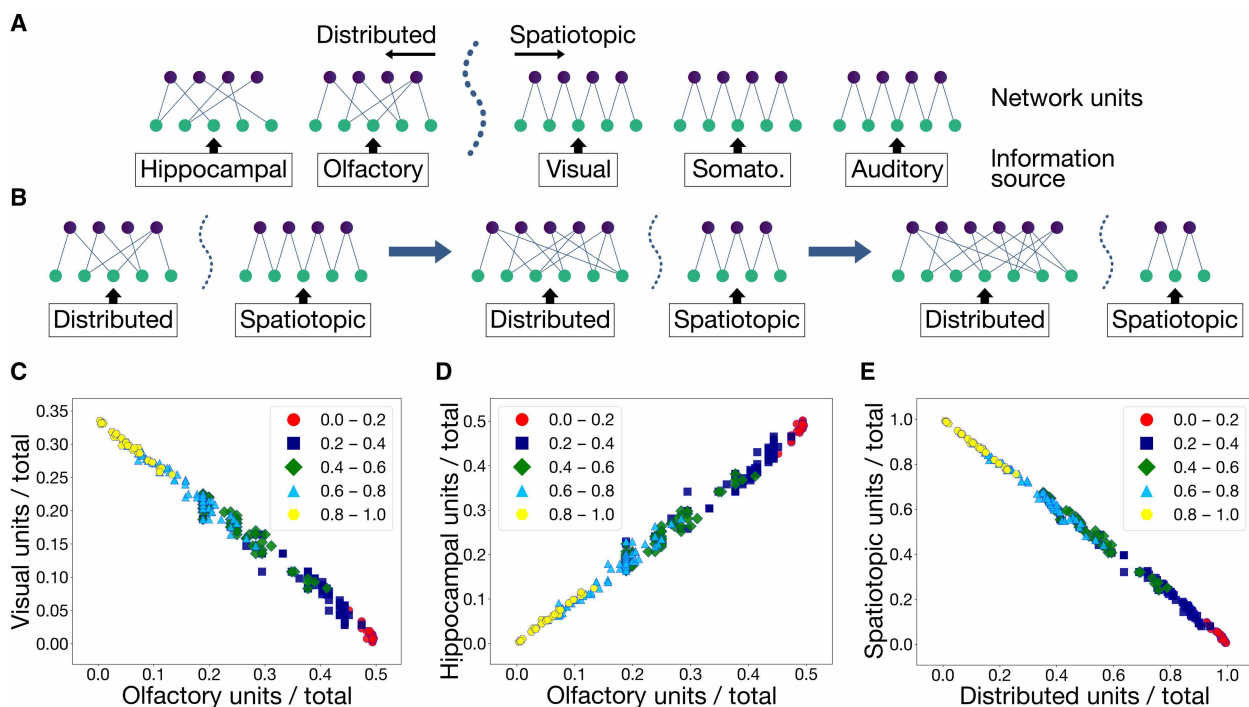 A
Distributed
Spatiotopic
Network units
Hippocampal
Olfactory
Visual
Somato.
Auditory
Information
source
B
Distributed
Spatiotopic
Distributed
Spatiotopic
Distributed
Spatiotopic
C
Visual units / total
0.35
0.30
0.25
0.20
0.15
0.10
0.05
0.00
0.0 – 0.2
0.2 – 0.4
0.4 – 0.6
0.6 – 0.8
0.8 – 1.0
0.0 0.1 0.2 0.3 0.4 0.5
Olfactory units / total
D
Hippocampal units / total
0.5
0.4
0.3
0.2
0.1
0.0
0.0 – 0.2
0.2 – 0.4
0.4 – 0.6
0.6 – 0.8
0.8 – 1.0
0.0 0.1 0.2 0.3 0.4 0.5
Olfactory units / total
E
Spatiotopic units / total
1.0
0.8
0.6
0.4
0.2
0.0
0.0 – 0.2
0.2 – 0.4
0.4 – 0.6
0.6 – 0.8
0.8 – 1.0
0.0 0.2 0.4 0.6 0.8 1.0
Distributed units / total